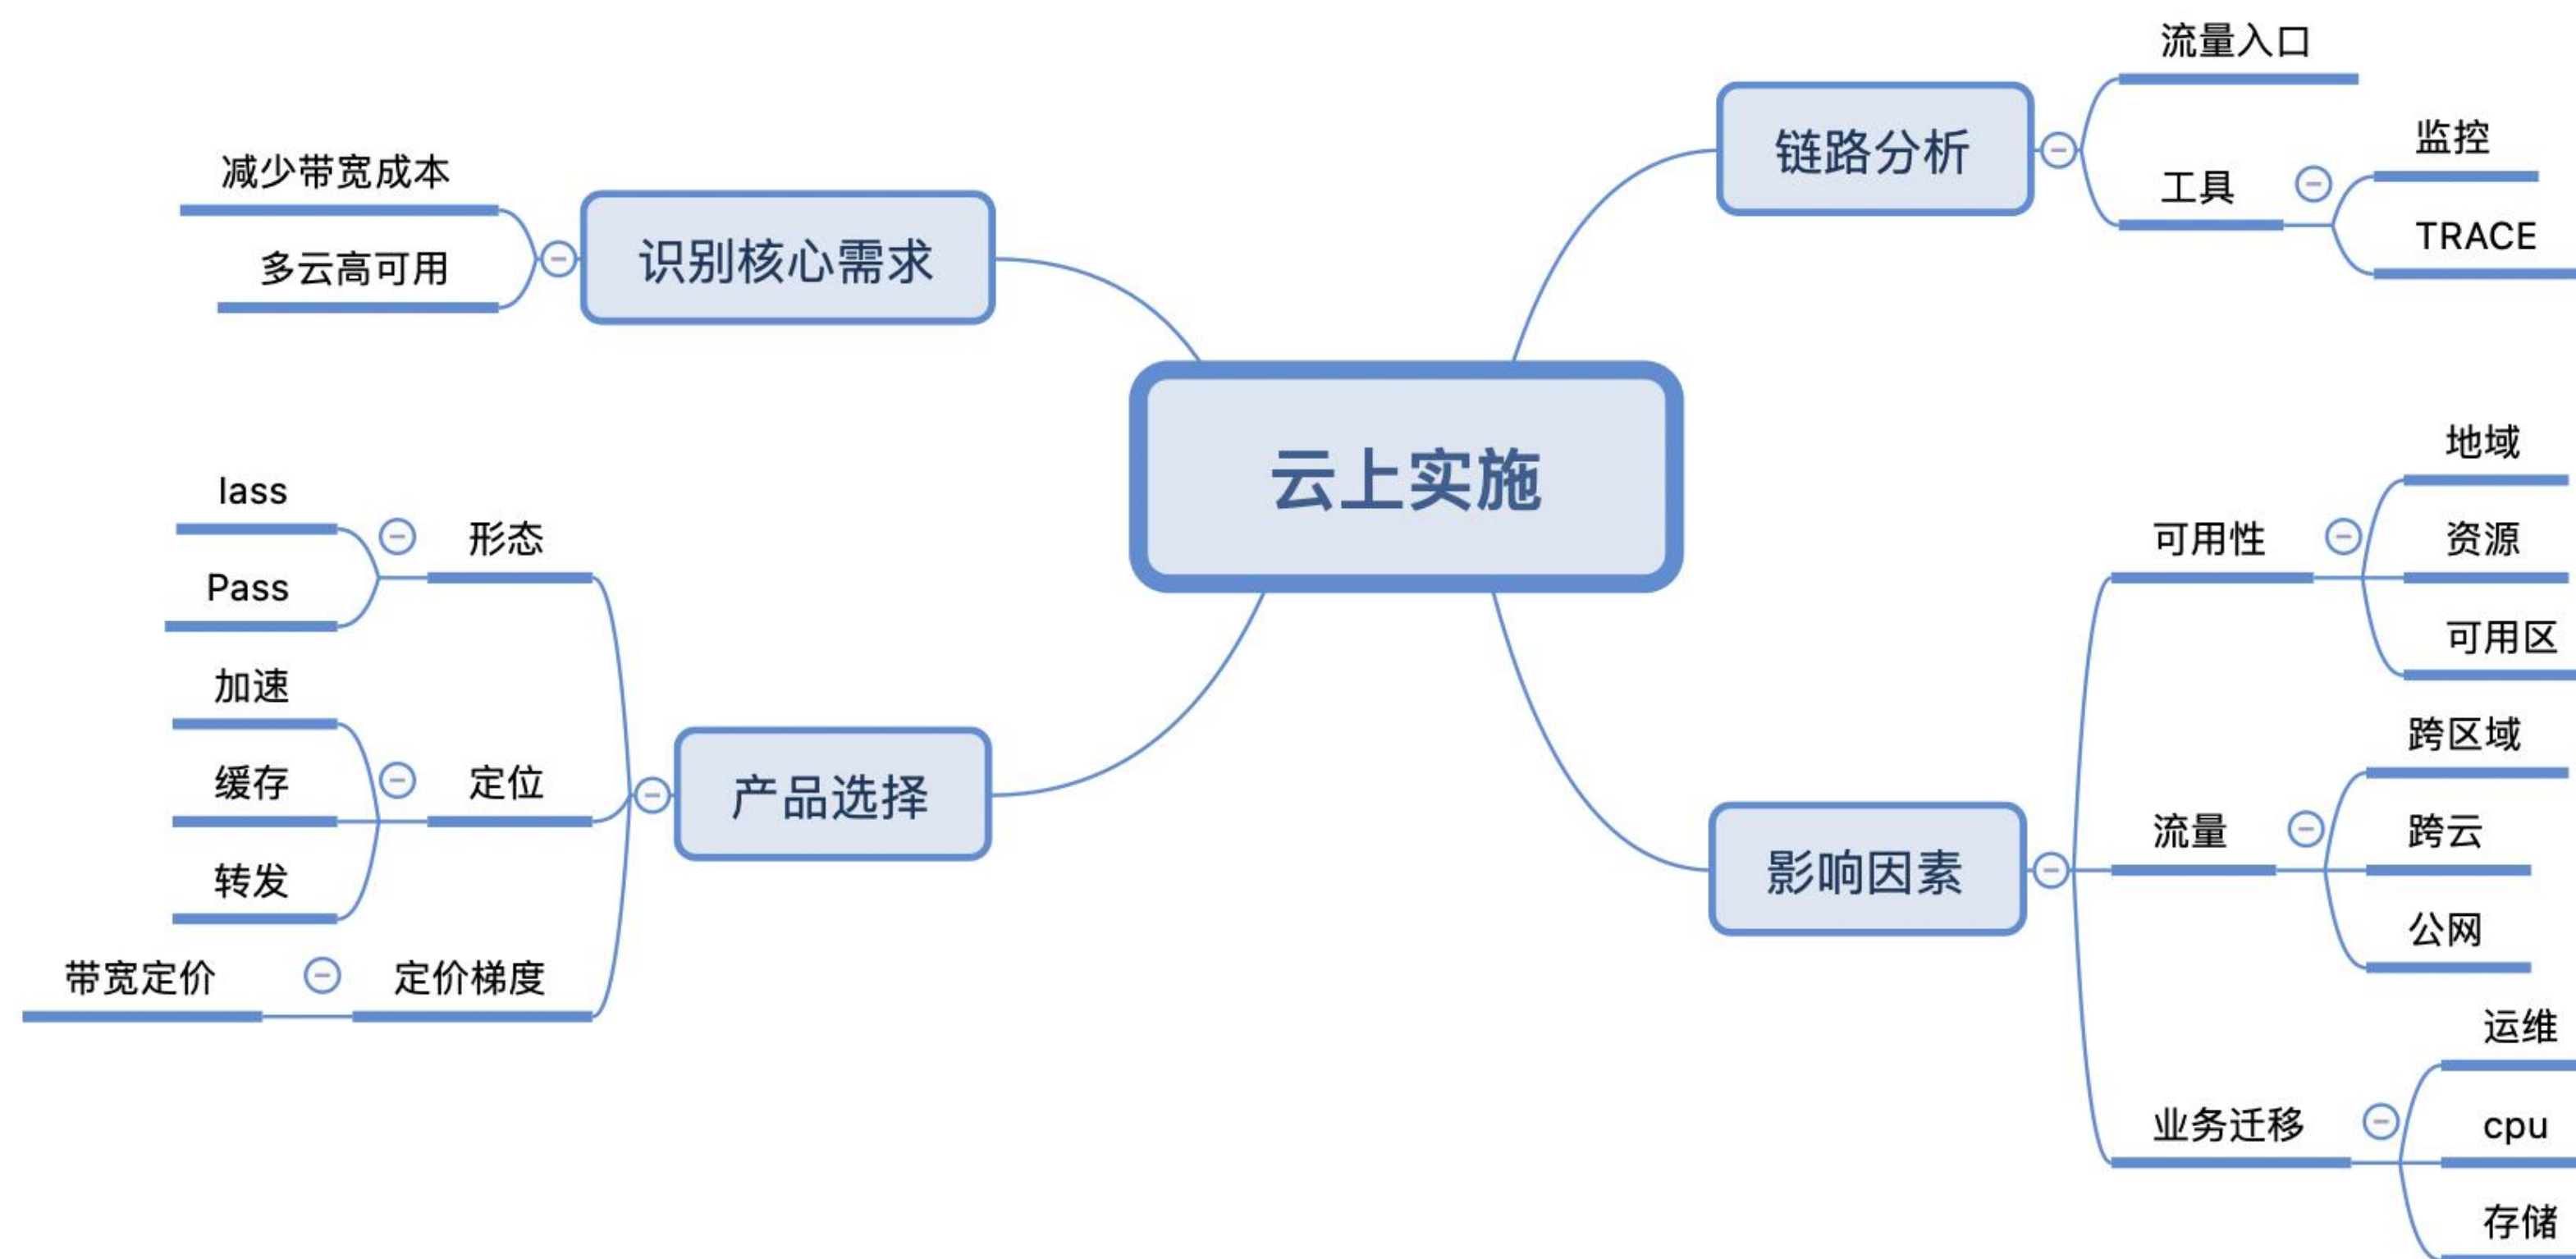 云上实施
链路分析
流量入口
工具
监控
TRACE
影响因素
可用性
地域
资源
可用区
流量
跨区域
跨云
公网
业务迁移
运维
cpu
存储
识别核心需求
减少带宽成本
多云高可用
产品选择
形态
Iass
Pass
定位
加速
缓存
转发
定价梯度
带宽定价